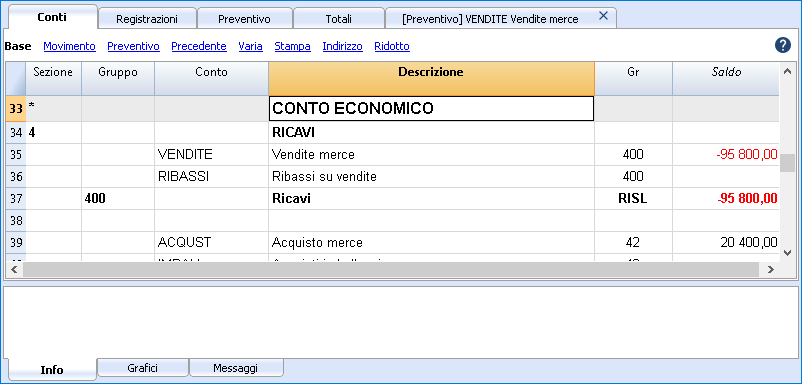 Conti Registrazioni Preventivo Totali [Preventivo] VENDITE Vendite merce
Base Movimento Preventivo Precedente Varia Stampa Indirizzo Ridotto ?
Sezione Gruppo Conto Descrizione Gr Saldo
33 * CONTO ECONOMICO
34 4 RICAVI
35 VENDITE Vendite merce 400 -95 800,00
36 RIBASSI Ribassi su vendite 400
37 400 Ricavi RISL -95 800,00
38
39 ACQUST Acquisto merce 42 20 400,00
Info Grafici Messaggi